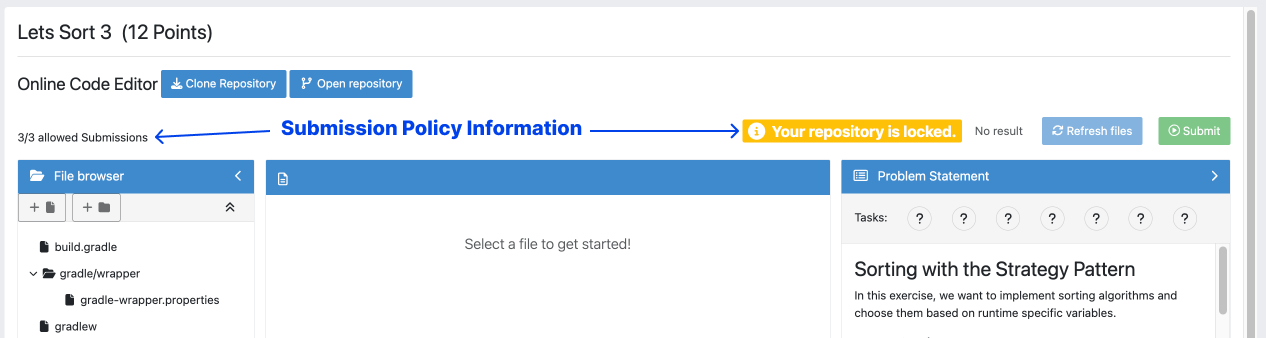 Lets Sort 3 (12 Points)
Online Code Editor
Clone Repository
Open repository
3/3 allowed Submissions
Submission Policy Information
Your repository is locked.
No result
Refresh files
Submit
File browser
Problem Statement
Tasks: ? ? ? ? ? ? ?
build.gradle
gradle/wrapper
gradle-wrapper.properties
gradlew
Select a file to get started!
Sorting with the Strategy Pattern
In this exercise, we want to implement sorting algorithms and
choose them based on runtime specific variables.